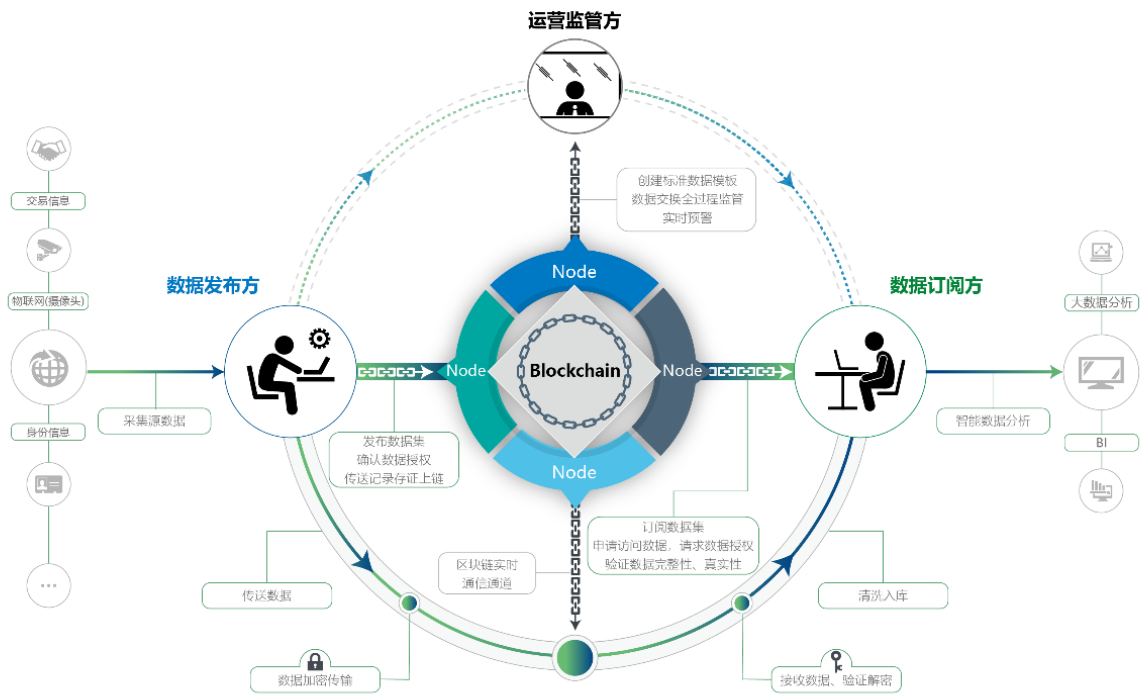 运营监管方
创建标准数据模板
数据交换全过程监管
实时预警
交易信息
物联网(摄像头)
身份信息
...
采集源数据
数据发布方
发布数据集
确认数据授权
传送记录存证上链
Node
Node
Blockchain
Node
Node
数据订阅方
订阅数据集
申请访问数据，请求数据授权
验证数据完整性、真实性
区块链实时
通信通道
大数据分析
智能数据分析
BI
传送数据
清洗入库
数据加密传输
接收数据、验证解密